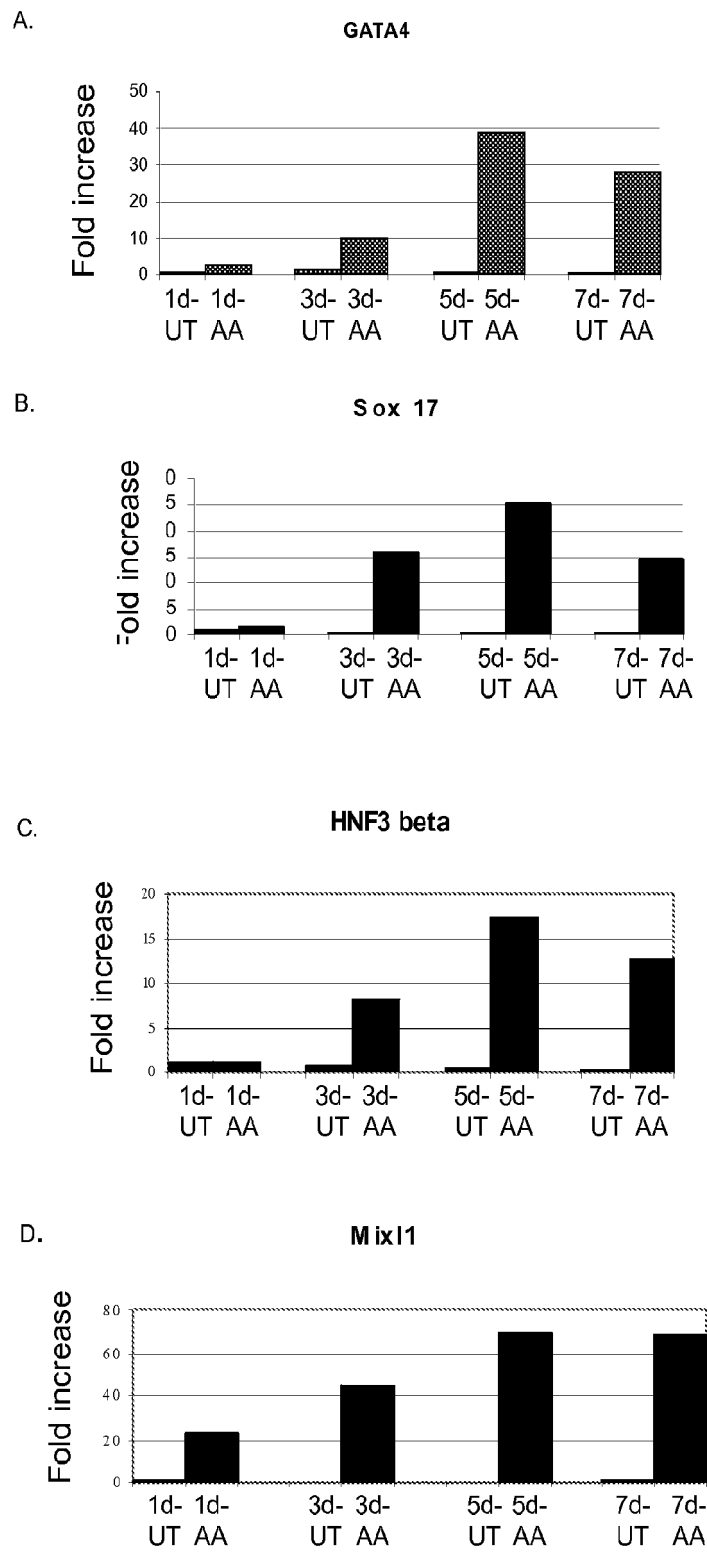 A.
GATA4
Fold increase
50
40
30
20
10
0
1d- 1d- 3d- 3d- 5d- 5d- 7d- 7d-
UT AA UT AA UT AA UT AA
B.
Sox 17
Fold increase
0
5
0
5
0
5
0
1d- 1d- 3d- 3d- 5d- 5d- 7d- 7d-
UT AA UT AA UT AA UT AA
C.
HNF3 beta
Fold increase
20
15
10
5
0
1d- 1d- 3d- 3d- 5d- 5d- 7d- 7d-
UT AA UT AA UT AA UT AA
D.
Mixl1
Fold increase
80
60
40
20
0
1d- 1d- 3d- 3d- 5d- 5d- 7d- 7d-
UT AA UT AA UT AA UT AA